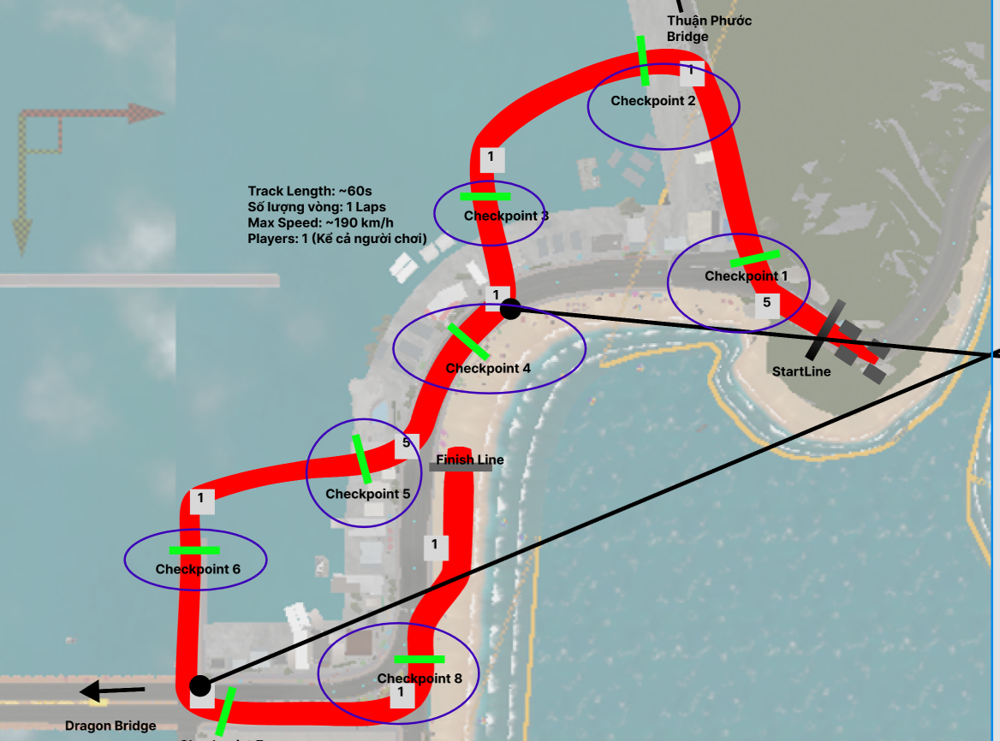 Thuận Phước
Bridge
1
Checkpoint 2
1
Track Length: ~60s
Số lượng vòng: 1 Laps
Max Speed: ~190 km/h
Players: 1 (Kể cả người chơi)
Checkpoint 3
Checkpoint 1
1
5
Checkpoint 4
StartLine
5
Finish Line
Checkpoint 5
1
1
Checkpoint 6
Checkpoint 8
1
Dragon Bridge